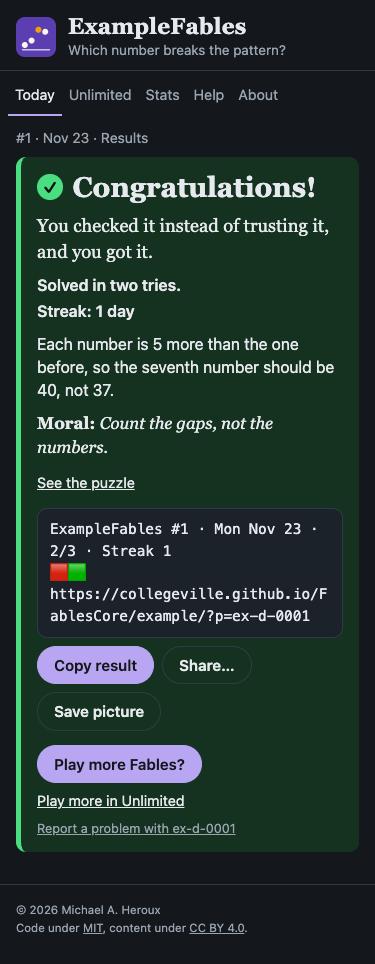 ExampleFables
Which number breaks the pattern?
Today Unlimited Stats Help About
#1 · Nov 23 · Results
Congratulations!
You checked it instead of trusting it,
and you got it.
Solved in two tries.
Streak: 1 day
Each number is 5 more than the one
before, so the seventh number should be
40, not 37.
Moral: Count the gaps, not the
numbers.
See the puzzle
ExampleFables #1 · Mon Nov 23 ·
2/3 · Streak 1
🟥🟩
https://collegeville.github.io/F
ablesCore/example/?p=ex-d-0001
Copy result Share...
Save picture
Play more Fables?
Play more in Unlimited
Report a problem with ex-d-0001
© 2026 Michael A. Heroux
Code under MIT, content under CC BY 4.0.